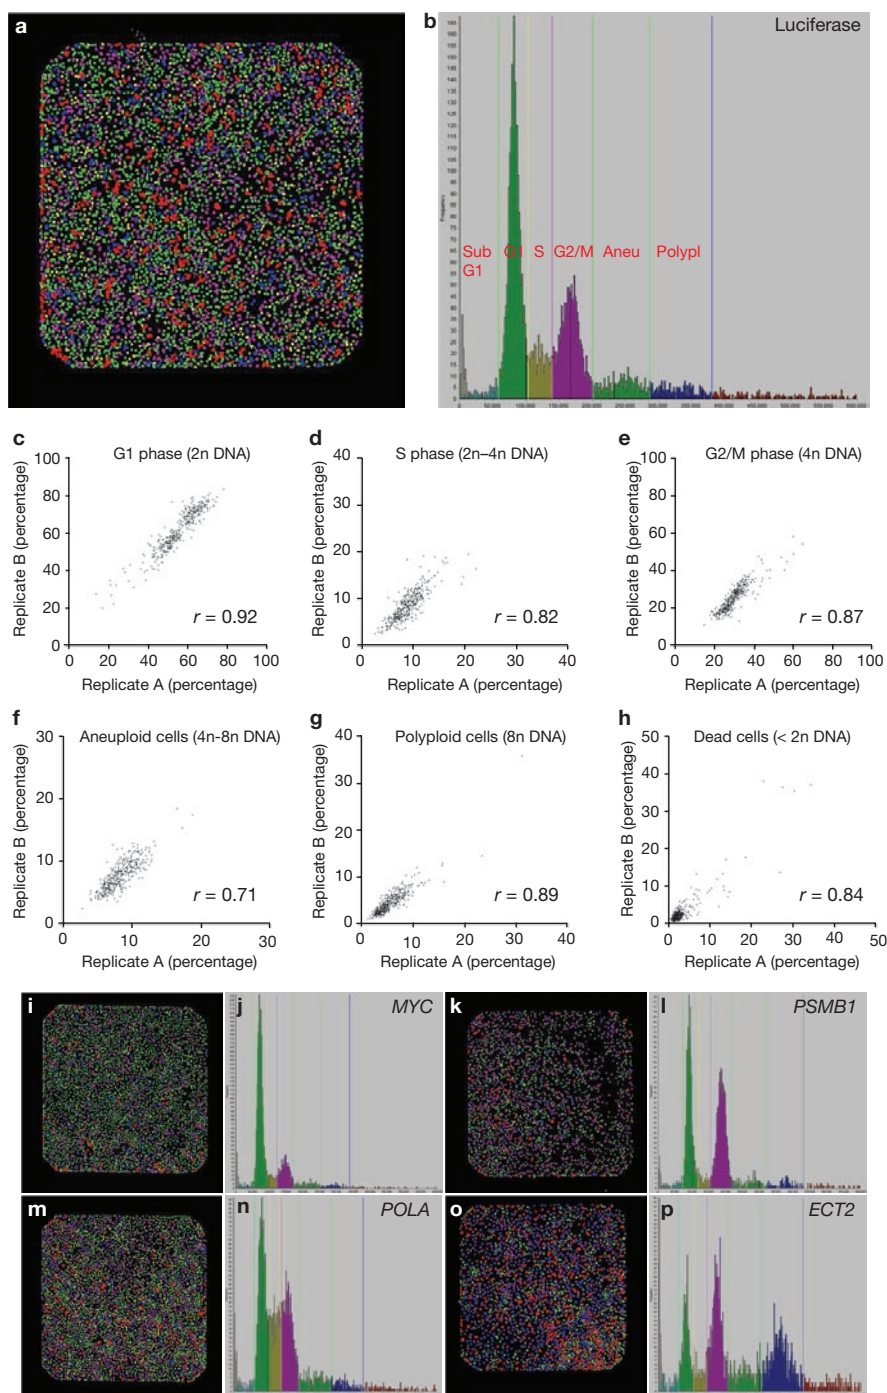 a
b
Luciferase
Frequency
Sub
G1
G1
S
G2/M
Aneu
Polypl
c
G1 phase (2n DNA)
Replicate B (percentage)
100
80
60
40
20
0
0 20 40 60 80 100
Replicate A (percentage)
r = 0.92
d
S phase (2n–4n DNA)
Replicate B (percentage)
40
30
20
10
0
0 10 20 30 40
Replicate A (percentage)
r = 0.82
e
G2/M phase (4n DNA)
Replicate B (percentage)
100
80
60
40
20
0
0 20 40 60 80 100
Replicate A (percentage)
r = 0.87
f
Aneuploid cells (4n-8n DNA)
Replicate B (percentage)
30
20
10
0
0 10 20 30
Replicate A (percentage)
r = 0.71
g
Polyploid cells (8n DNA)
Replicate B (percentage)
40
30
20
10
0
0 10 20 30 40
Replicate A (percentage)
r = 0.89
h
Dead cells (< 2n DNA)
Replicate B (percentage)
50
40
30
20
10
0
0 10 20 30 40 50
Replicate A (percentage)
r = 0.84
i
j
MYC
k
l
PSMB1
m
n
POLA
o
p
ECT2